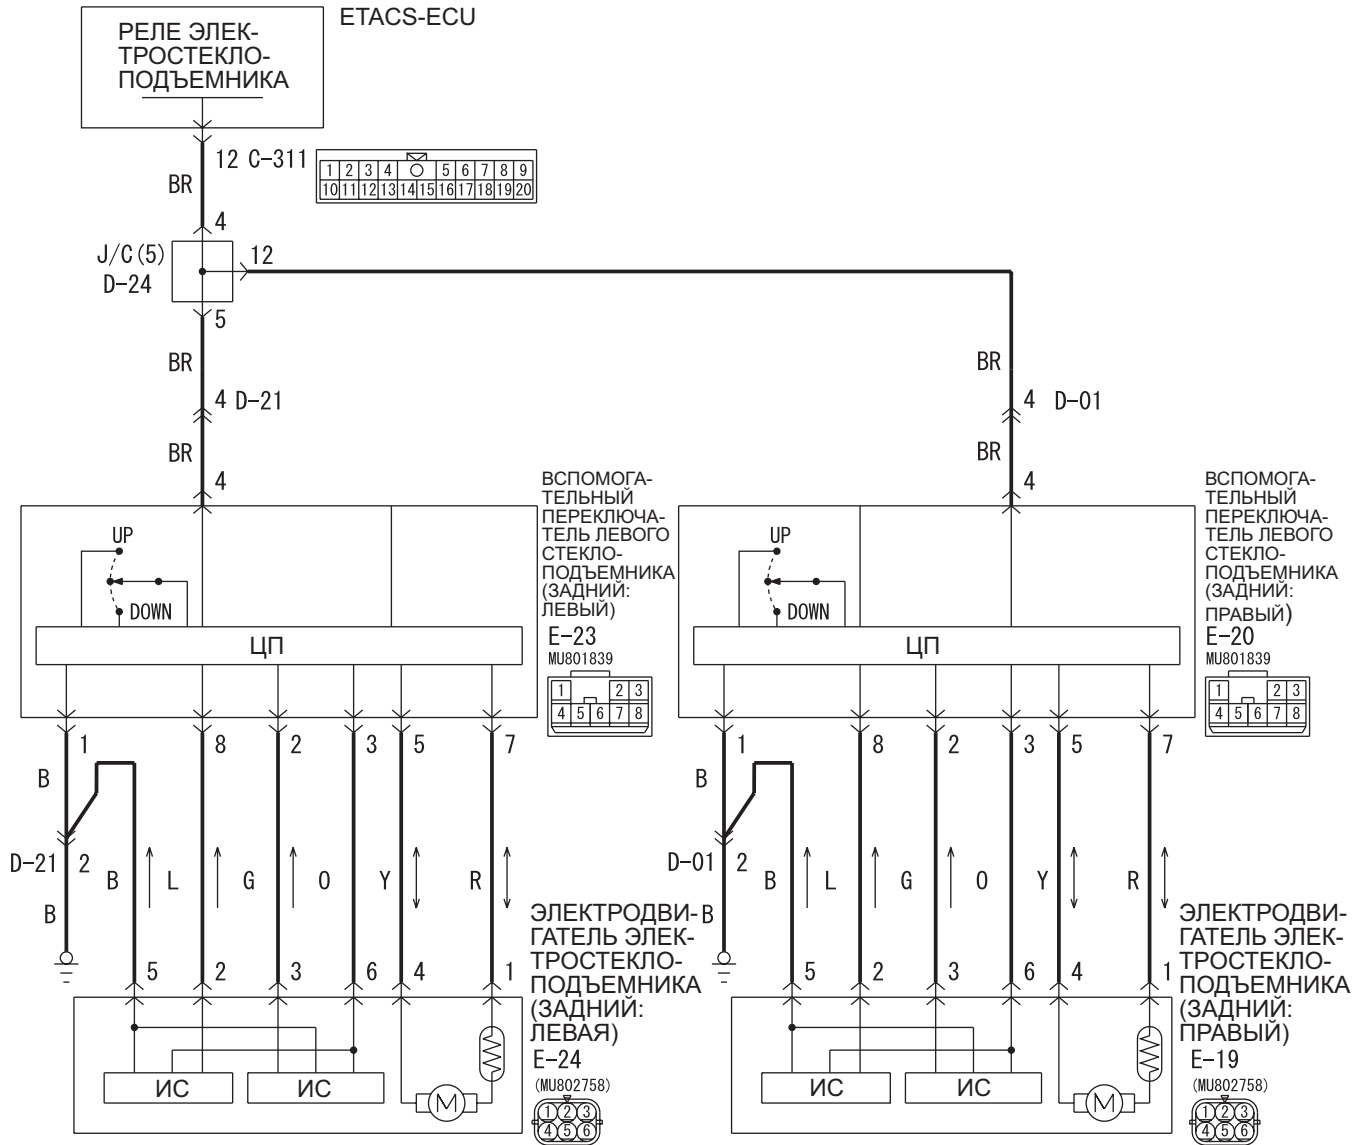 РЕЛЕ ЭЛЕК-
ТРОСТЕКЛО-
ПОДЪЕМНИКА
ETACS-ECU
12 C-311
1 2 3 4 5 6 7 8 9
10 11 12 13 14 15 16 17 18 19 20
BR
4
J/C(5)
D-24
12
5
BR
BR
4 D-21
4 D-01
BR
BR
4
4
UP
DOWN
ЦП
ВСПОМОГА-
ТЕЛЬНЫЙ
ПЕРЕКЛЮЧА-
ТЕЛЬ ЛЕВОГО
СТЕКЛО-
ПОДЪЕМНИКА
(ЗАДНИЙ:
ЛЕВЫЙ)
E-23
MU801839
1 2 3
4 5 6 7 8
UP
DOWN
ЦП
ВСПОМОГА-
ТЕЛЬНЫЙ
ПЕРЕКЛЮЧА-
ТЕЛЬ ЛЕВОГО
СТЕКЛО-
ПОДЪЕМНИКА
(ЗАДНИЙ:
ПРАВЫЙ)
E-20
MU801839
1 2 3
4 5 6 7 8
1 8 2 3 5 7
1 8 2 3 5 7
B
B
D-21 2
D-01 2
B L G O Y R
B L G O Y R
B
B
5 2 3 6 4 1
5 2 3 6 4 1
ИС ИС M
ЭЛЕКТРОДВИ-
ГАТЕЛЬ ЭЛЕК-
ТРОСТЕКЛО-
ПОДЪЕМНИКА
(ЗАДНИЙ:
ЛЕВАЯ)
E-24
(MU802758)
1 2 3
4 5 6
ИС ИС M
ЭЛЕКТРОДВИ-
ГАТЕЛЬ ЭЛЕК-
ТРОСТЕКЛО-
ПОДЪЕМНИКА
(ЗАДНИЙ:
ПРАВЫЙ)
E-19
(MU802758)
1 2 3
4 5 6